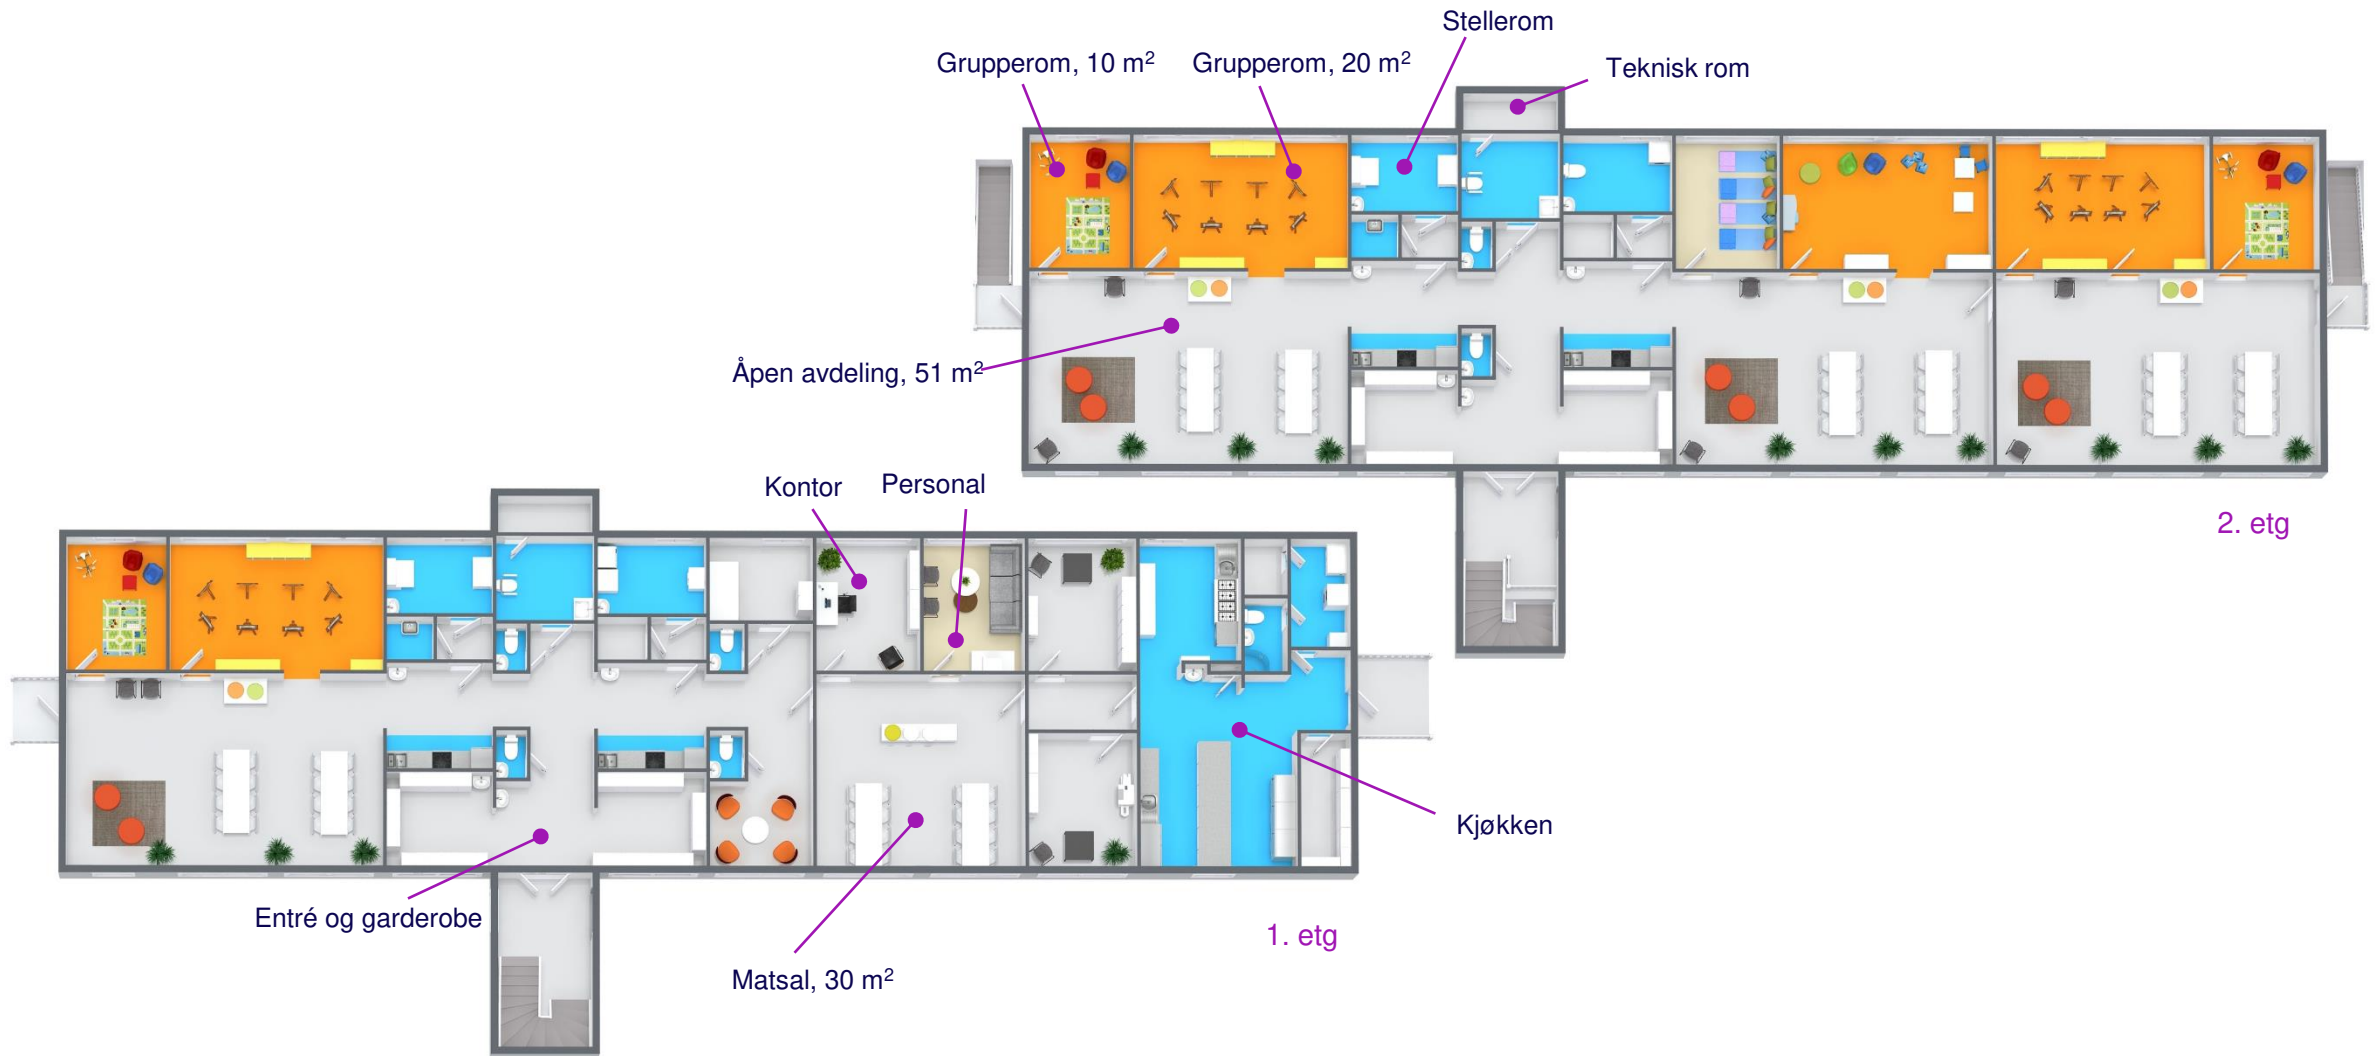 Stellerom
Grupperom, 10 m²
Grupperom, 20 m²
Teknisk rom
Åpen avdeling, 51 m²
Kontor
Personal
2. etg
Kjøkken
Entré og garderobe
1. etg
Matsal, 30 m²